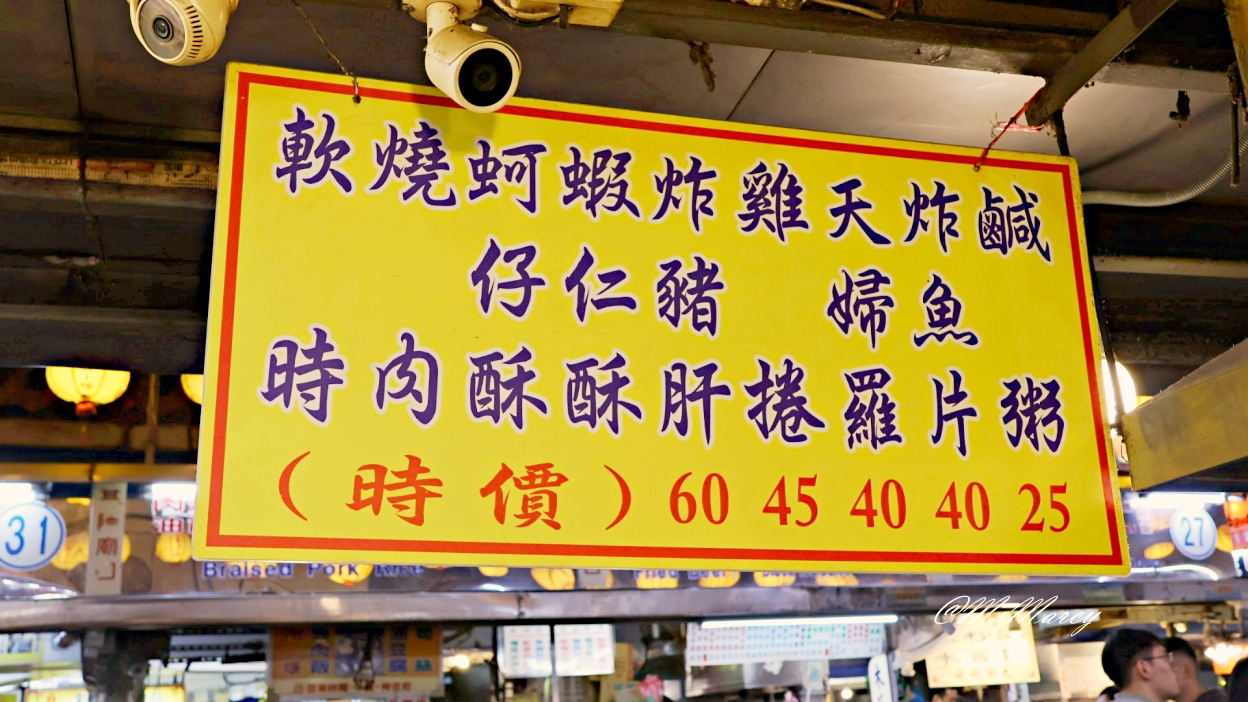 鹹粥 25
炸魚片 40
天婦羅 40
雞捲 45
炸豬肝 60
蝦仁酥
蚵仔酥
燒肉
軟時
（時價）
31
Braised Pork Rice
27